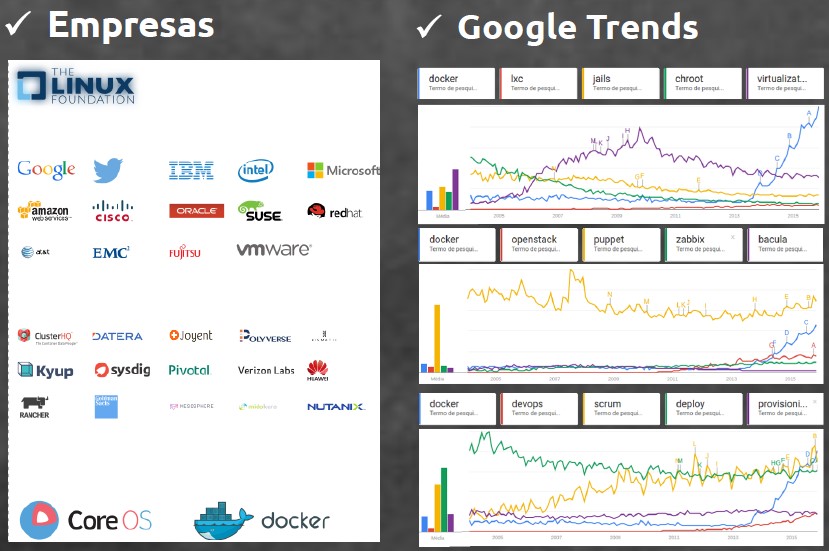 ✓ Empresas
THE
LINUX
FOUNDATION
Google
IBM
intel
Microsoft
amazon
web services™
CISCO
ORACLE
SUSE
redhat
at&t
EMC²
FUJITSU
vmware
ClusterHQ
DATERA
Joyent
POLYVERSE
Kyup
sysdig
Pivotal
Verizon Labs
HUAWEI
RANCHER
Goldman
Sachs
MESOSPHERE
midokura
NUTANIX
CoreOS
docker
✓ Google Trends
docker
Termo de pesqui...
lxc
Termo de pesqui...
jails
Termo de pesqui...
chroot
Termo de pesqui...
virtualizat...
Termo de pesqui...
Média
2005
2007
2009
2011
2013
2015
docker
Termo de pesqui...
openstack
Termo de pesqui...
puppet
Termo de pesqui...
zabbix
Termo de pesqui...
bacula
Termo de pesqui...
Média
2005
2007
2009
2011
2013
2015
docker
Termo de pesqui...
devops
Termo de pesqui...
scrum
Termo de pesqui...
deploy
Termo de pesqui...
provisioni...
Termo de pesqui...
Média
2005
2007
2009
2011
2013
2015